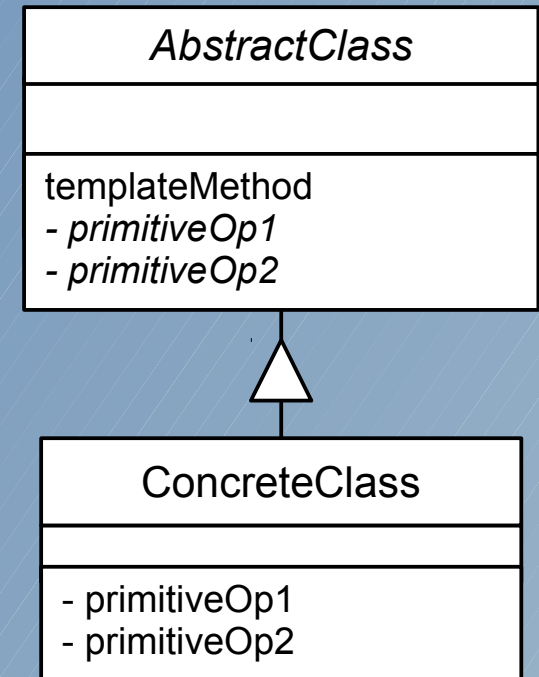 AbstractClass
templateMethod
- primitiveOp1
- primitiveOp2
ConcreteClass
- primitiveOp1
- primitiveOp2